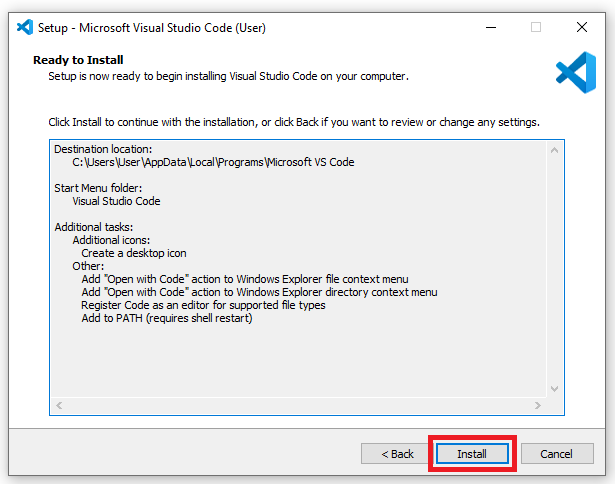 Setup - Microsoft Visual Studio Code (User)
Ready to Install
Setup is now ready to begin installing Visual Studio Code on your computer.
Click Install to continue with the installation, or click Back if you want to review or change any settings.
Destination location:
C:\Users\User\AppData\Local\Programs\Microsoft VS Code
Start Menu folder:
Visual Studio Code
Additional tasks:
Additional icons:
Create a desktop icon
Other:
Add "Open with Code" action to Windows Explorer file context menu
Add "Open with Code" action to Windows Explorer directory context menu
Register Code as an editor for supported file types
Add to PATH (requires shell restart)
< Back Install Cancel